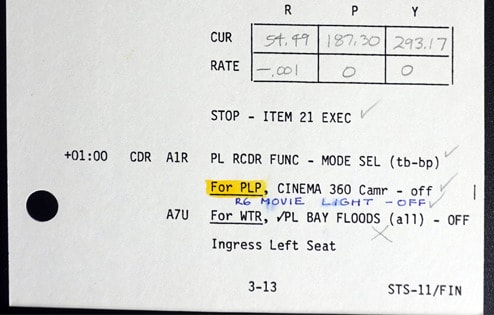 R P Y
CUR 54.49 187.30 293.17
RATE -.001 0 0
STOP - ITEM 21 EXEC ✓
+01:00 CDR A1R PL RCDR FUNC - MODE SEL (tb-bp) ✓
For PLP, CINEMA 360 Camr - off ✓
R6 MOVIE LIGHT - OFF ✓
A7U For WTR, ✓PL BAY FLOODS (all) - OFF
Ingress Left Seat
3-13 STS-11/FIN